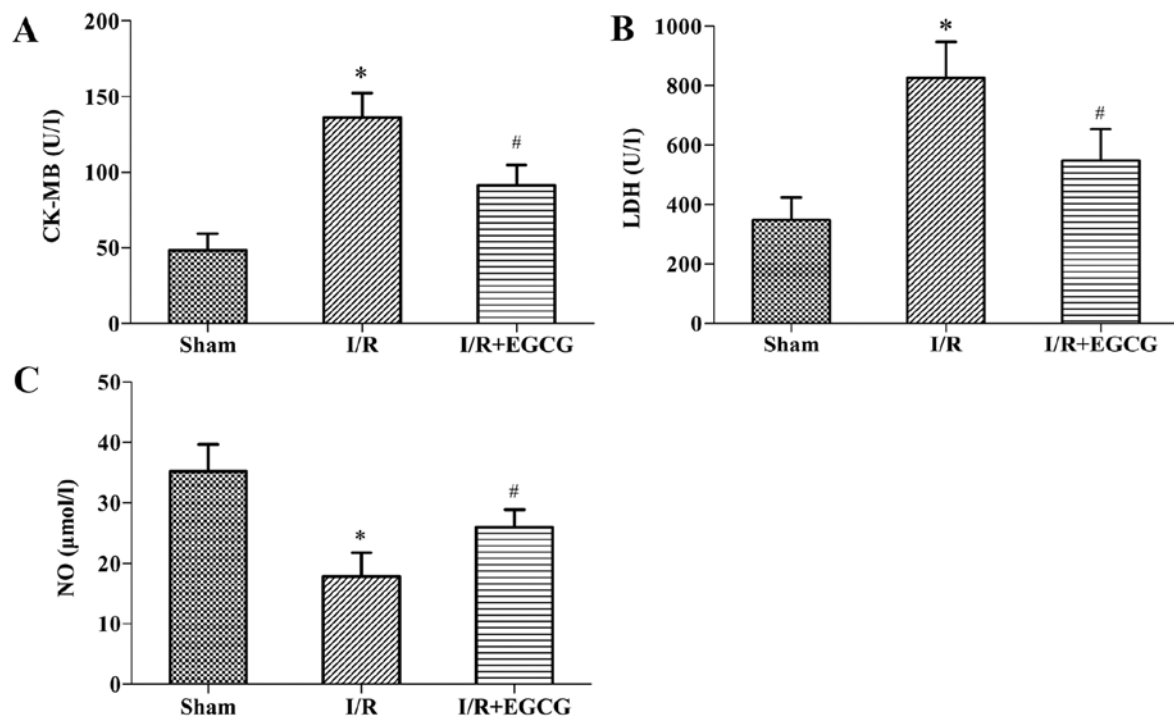 A
CK-MB (U/l)
200
150
100
50
0
*
#
Sham I/R I/R+EGCG
B
LDH (U/l)
1000
800
600
400
200
0
*
#
Sham I/R I/R+EGCG
C
NO (μmol/l)
50
40
30
20
10
0
*
#
Sham I/R I/R+EGCG